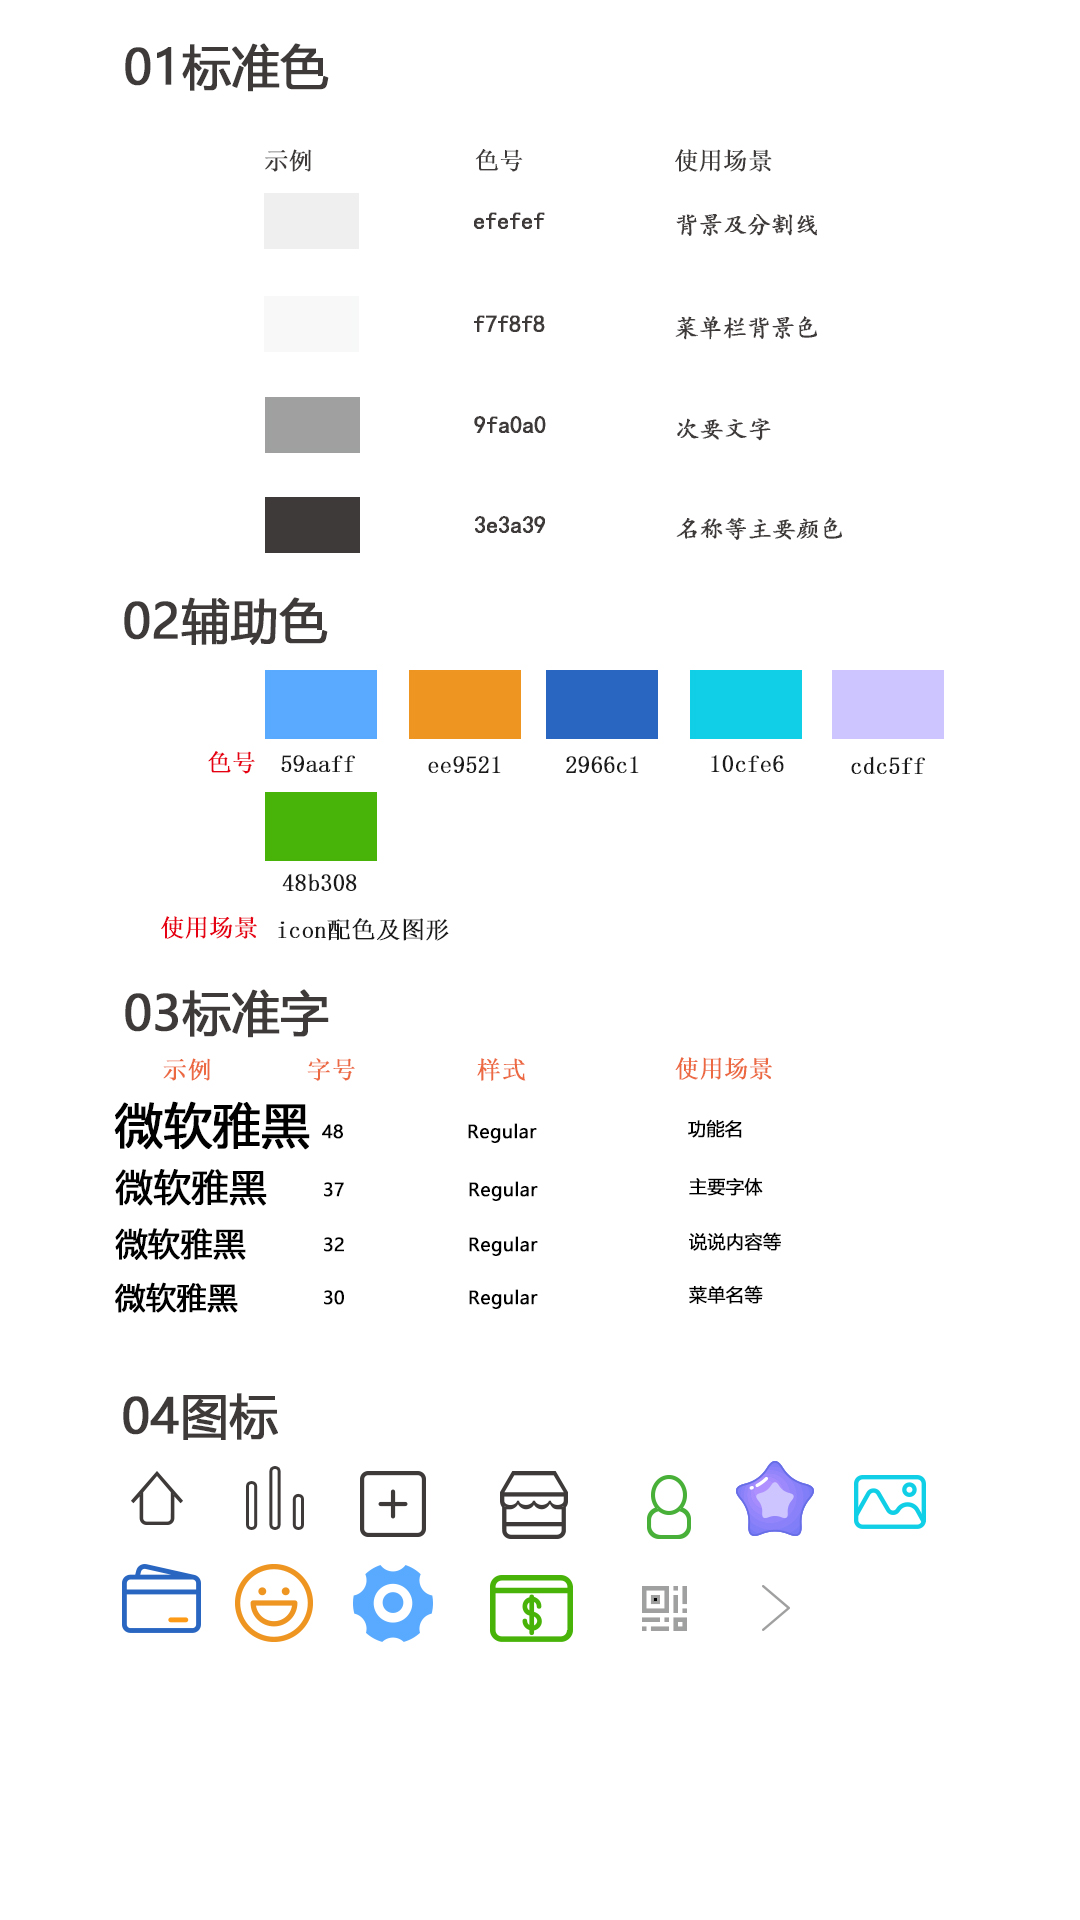 01标准色
示例 色号 使用场景
efefef 背景及分割线
f7f8f8 菜单栏背景色
9fa0a0 次要文字
3e3a39 名称等主要颜色
02辅助色
色号 59aaff ee9521 2966c1 10cfe6 cdc5ff
48b308
使用场景 icon配色及图形
03标准字
示例 字号 样式 使用场景
微软雅黑 48 Regular 功能名
微软雅黑 37 Regular 主要字体
微软雅黑 32 Regular 说说内容等
微软雅黑 30 Regular 菜单名等
04图标
$